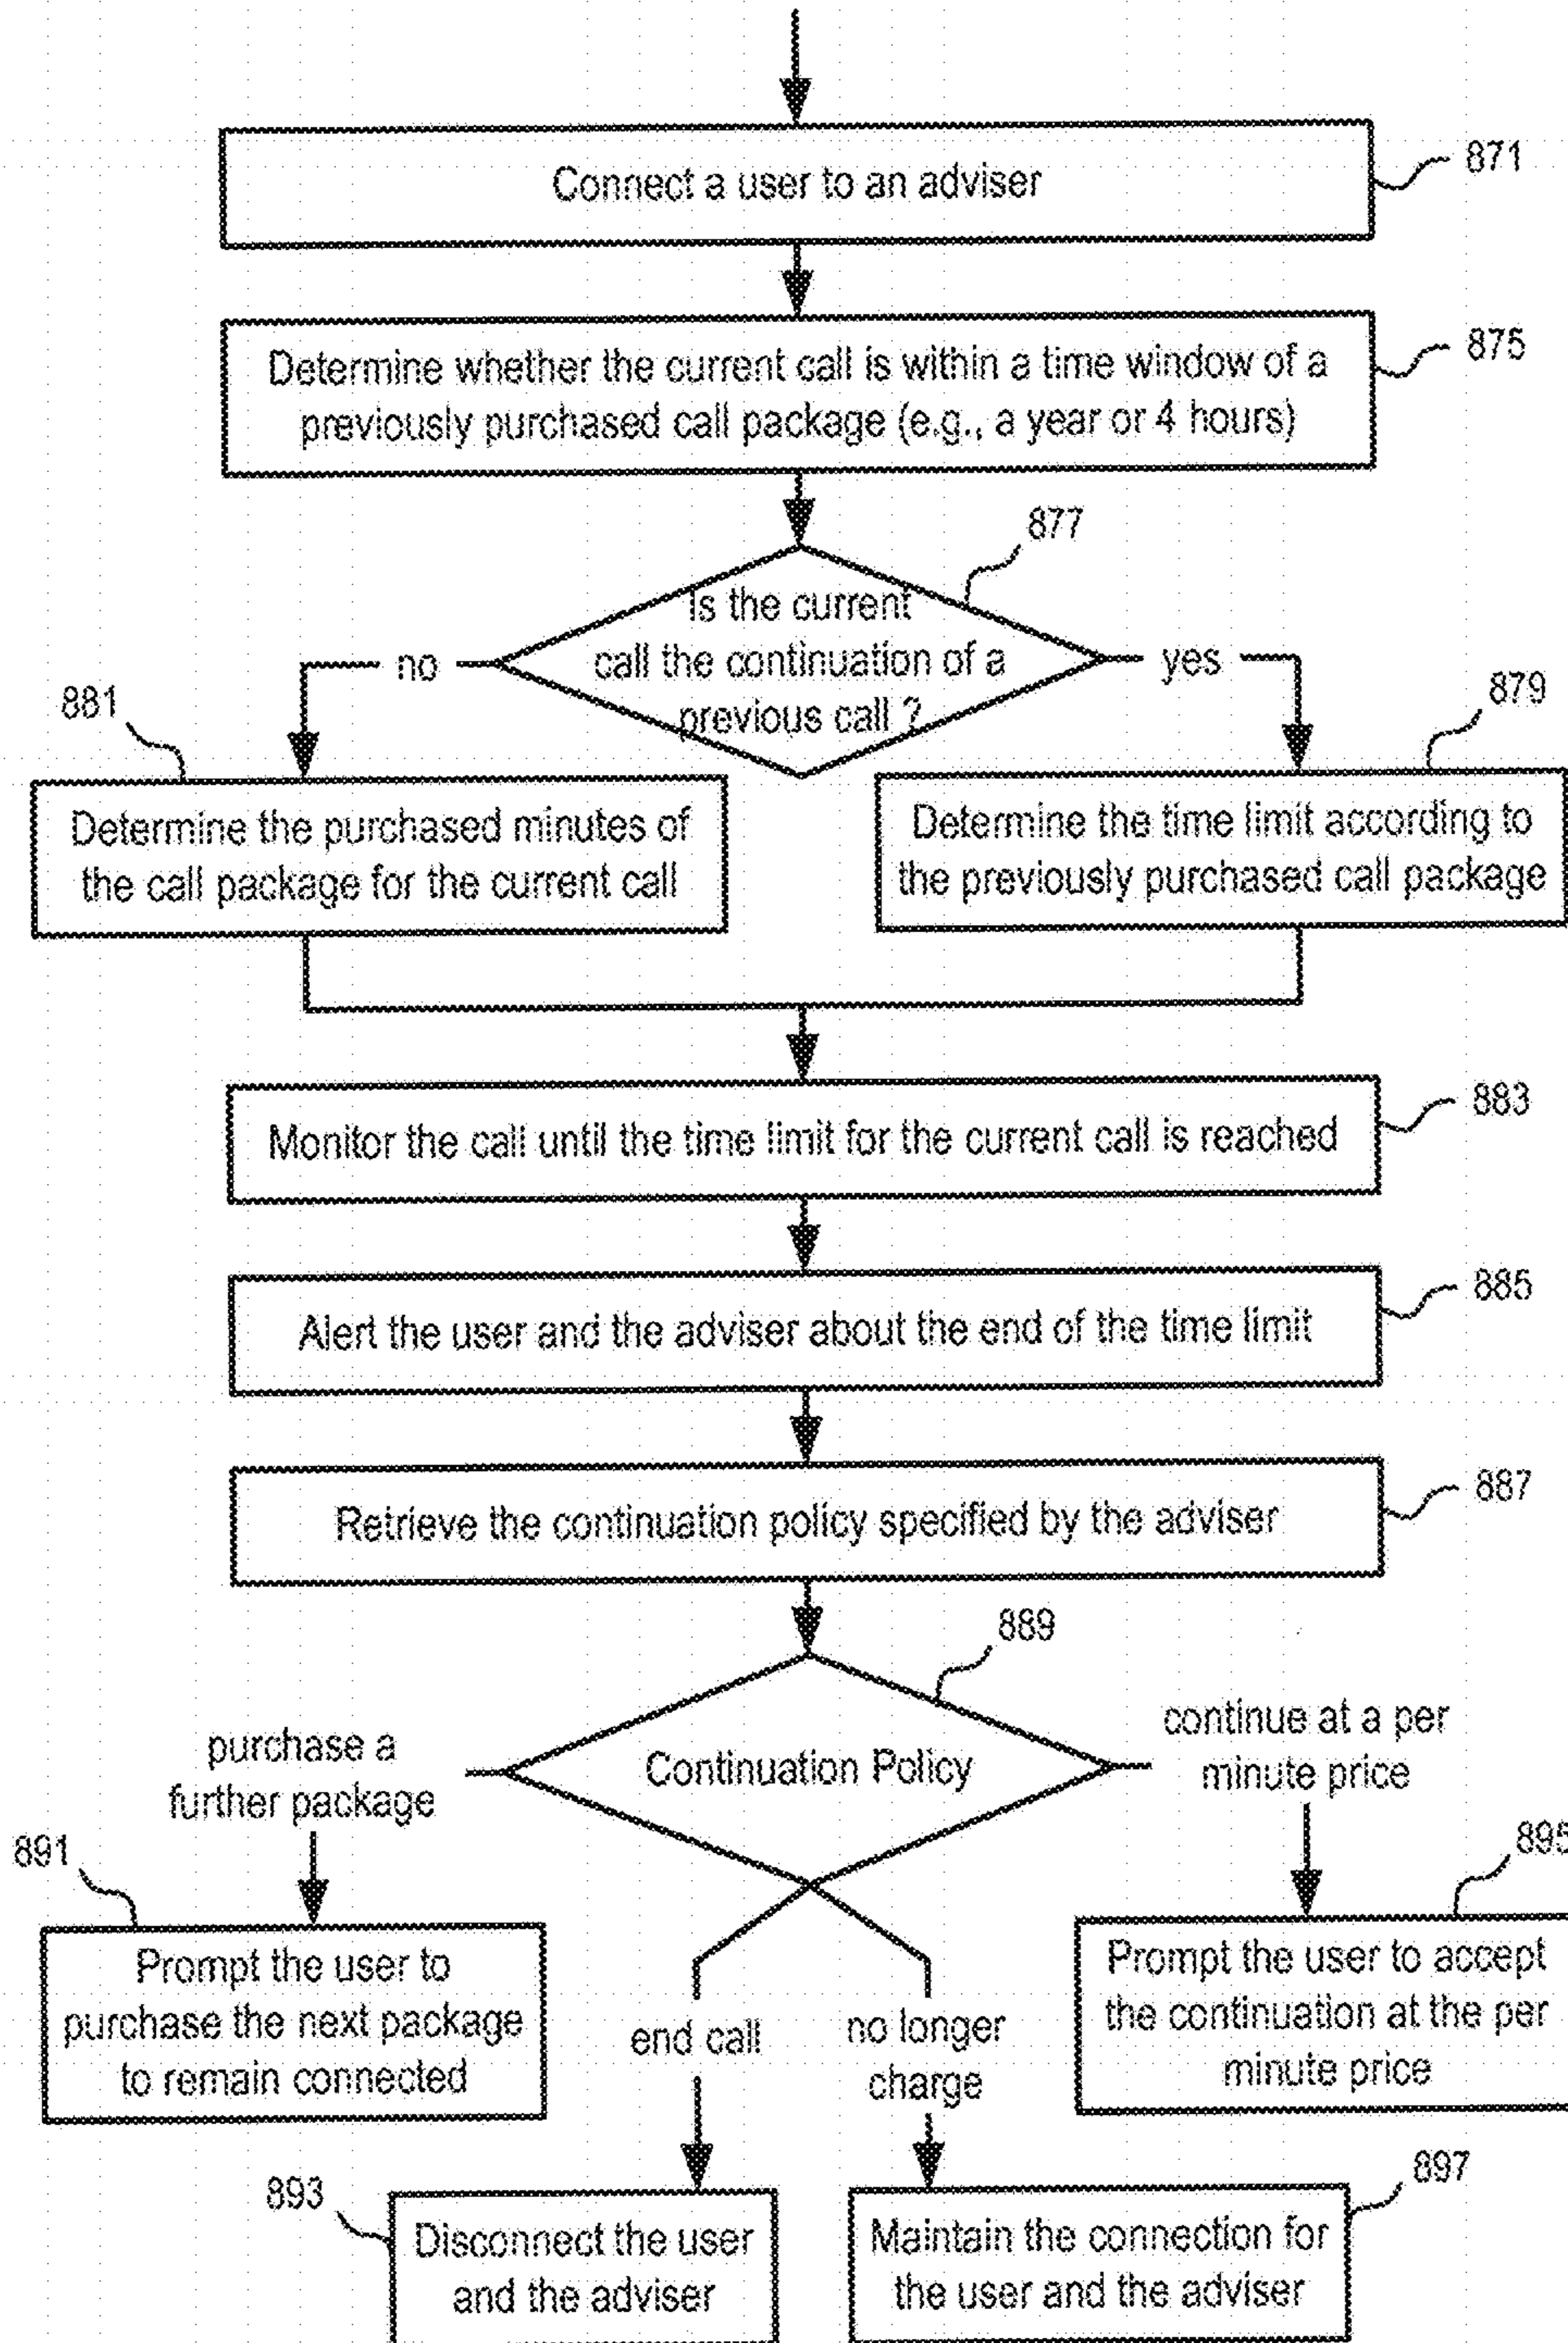 Connect a user to an adviser
871
Determine whether the current call is within a time window of a
previously purchased call package (e.g., a year or 4 hours)
875
877
Is the current
call the continuation of a
previous call ?
no
yes
881
879
Determine the purchased minutes of
the call package for the current call
Determine the time limit according to
the previously purchased call package
Monitor the call until the time limit for the current call is reached
883
Alert the user and the adviser about the end of the time limit
885
Retrieve the continuation policy specified by the adviser
887
889
Continuation Policy
purchase a
further package
continue at a per
minute price
891
895
Prompt the user to
purchase the next package
to remain connected
end call
no longer
charge
Prompt the user to accept
the continuation at the per
minute price
893
897
Disconnect the user
and the adviser
Maintain the connection for
the user and the adviser